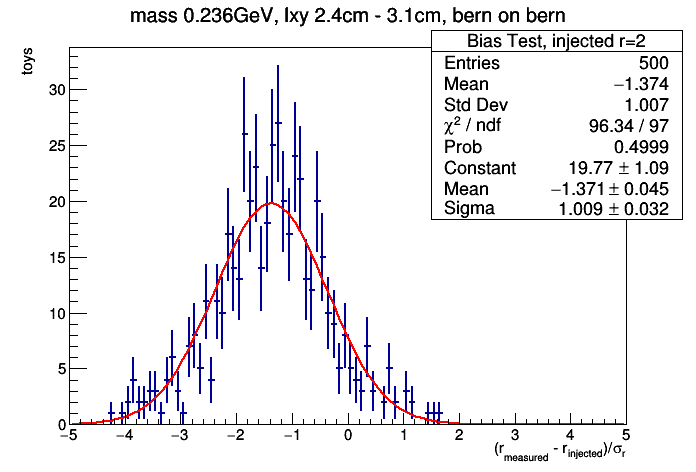 mass 0.236GeV, lxy 2.4cm - 3.1cm, bern on bern
Bias Test, injected r=2
Entries 500
Mean −1.374
Std Dev 1.007
χ² / ndf 96.34 / 97
Prob 0.4999
Constant 19.77 ± 1.09
Mean −1.371 ± 0.045
Sigma 1.009 ± 0.032
toys
30
25
20
15
10
5
0
−5 −4 −3 −2 −1 0 1 2 3 4 5
(r measured - r injected)/σr